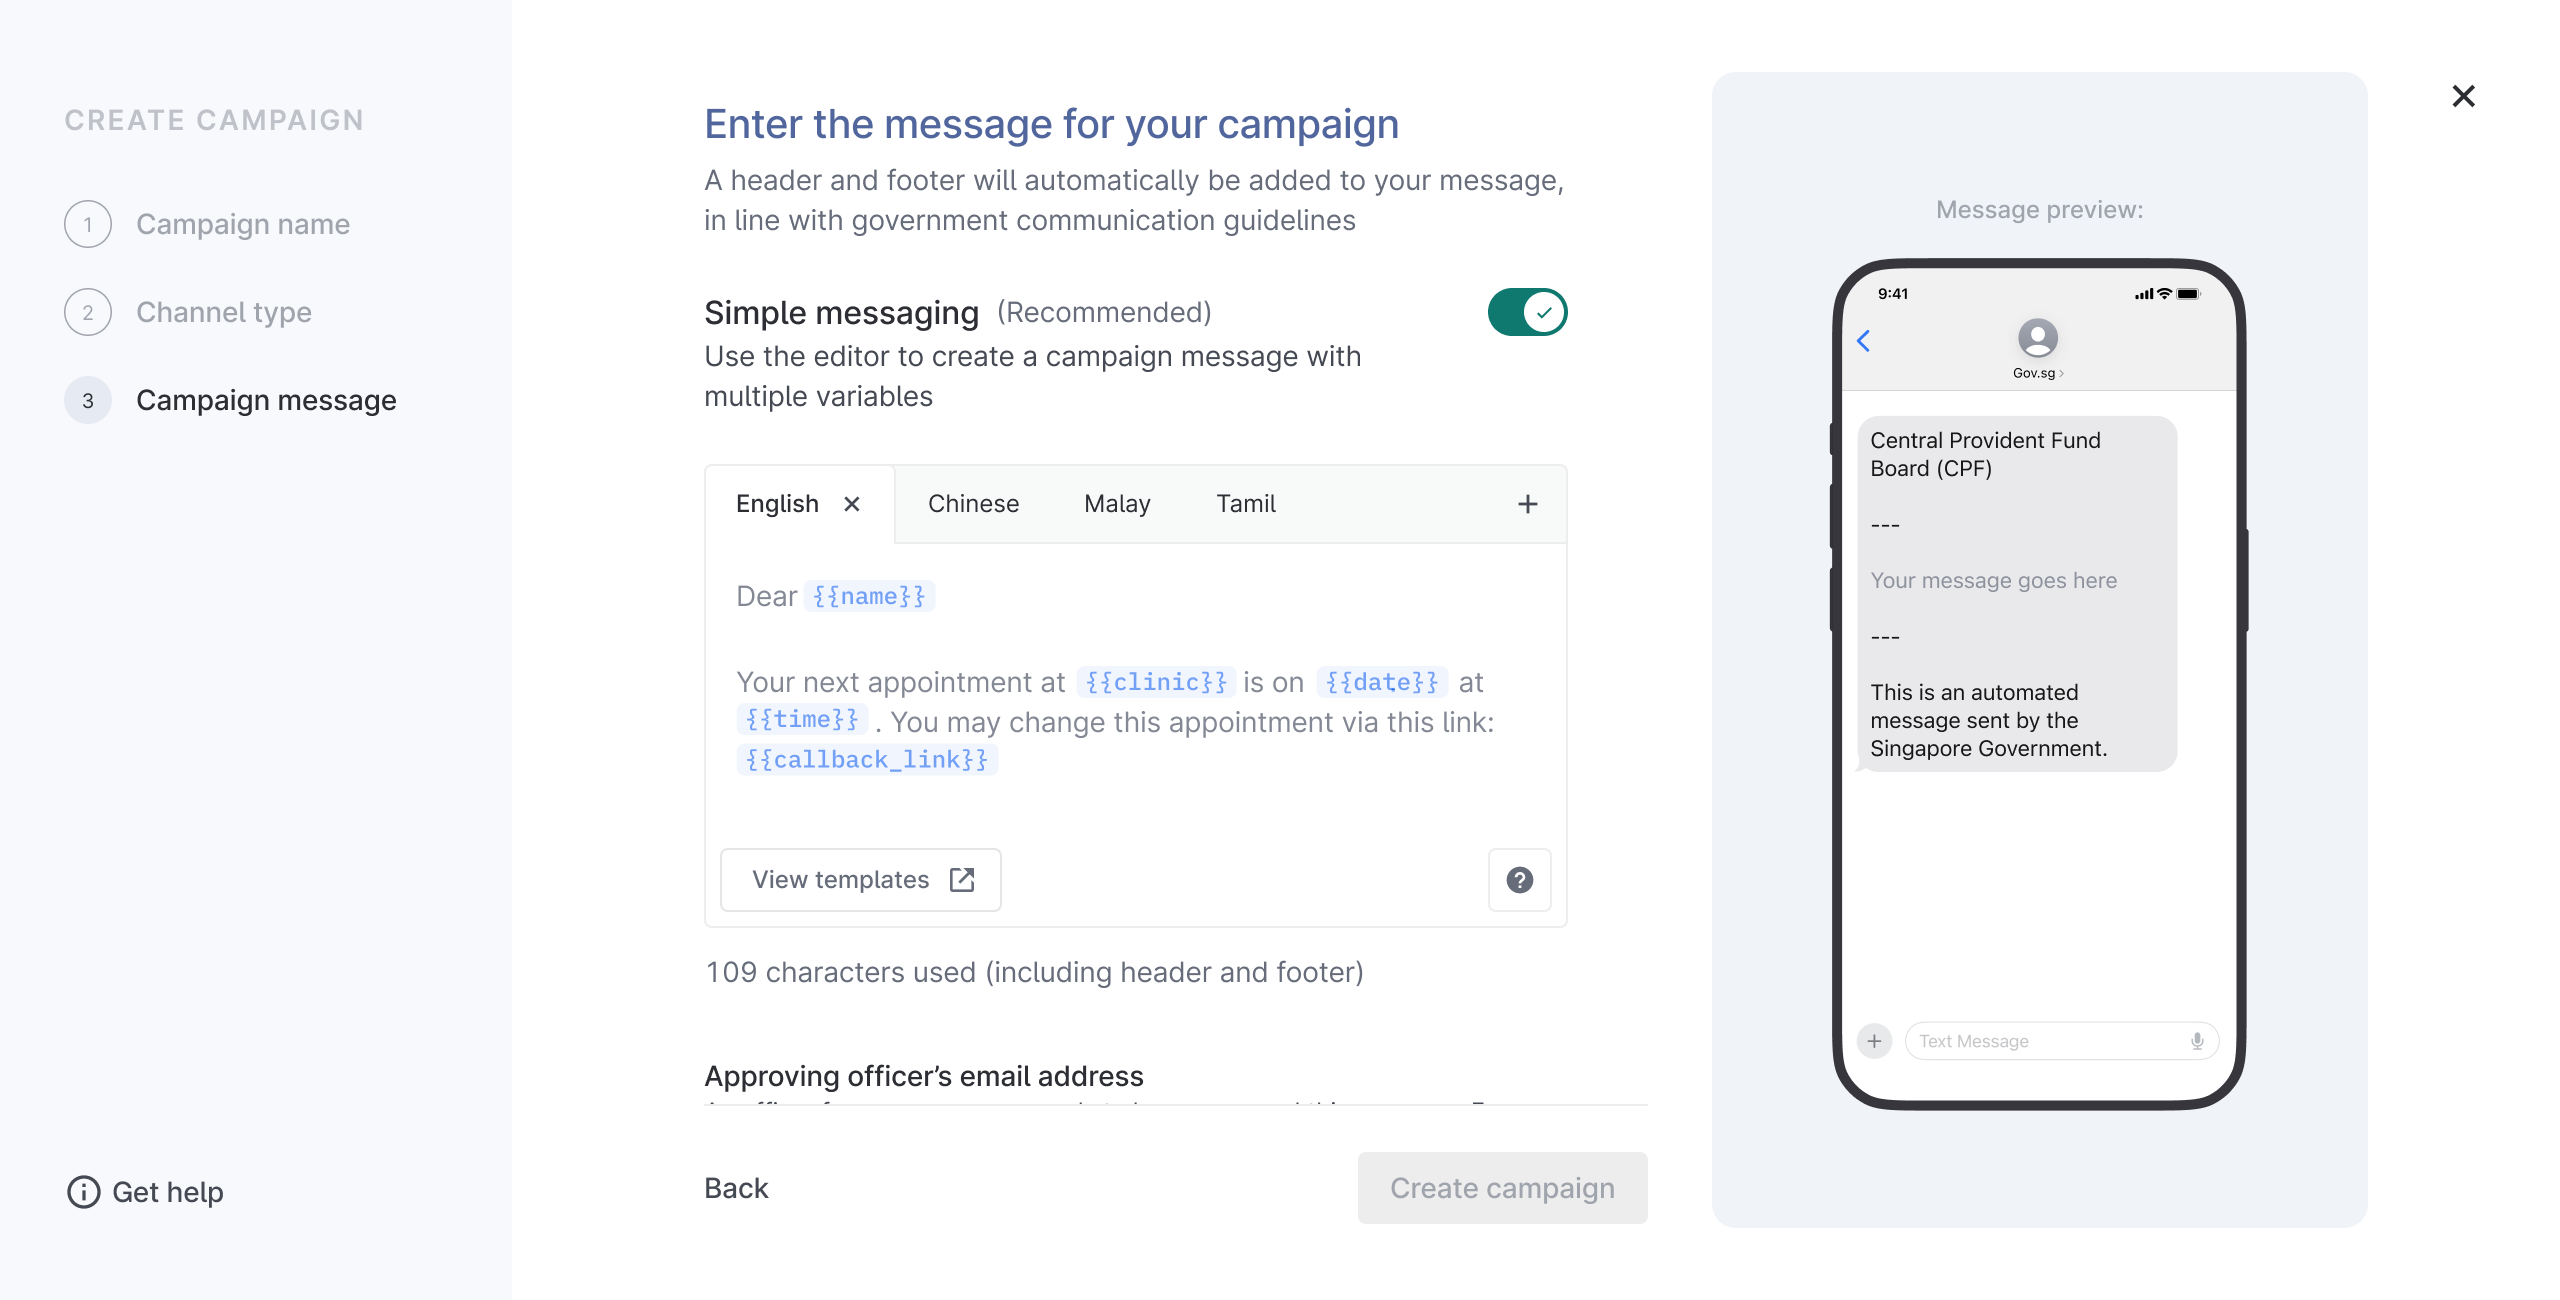 CREATE CAMPAIGN
1 Campaign name
2 Channel type
3 Campaign message
Get help
Enter the message for your campaign
A header and footer will automatically be added to your message,
in line with government communication guidelines
Simple messaging (Recommended)
Use the editor to create a campaign message with
multiple variables
English Chinese Malay Tamil
Dear {{name}}
Your next appointment at {{clinic}} is on {{date}} at
{{time}} . You may change this appointment via this link:
{{callback_link}}
View templates
109 characters used (including header and footer)
Approving officer’s email address
Back
Create campaign
Message preview:
9:41
Gov.sg
Central Provident Fund
Board (CPF)
---
Your message goes here
---
This is an automated
message sent by the
Singapore Government.
Text Message